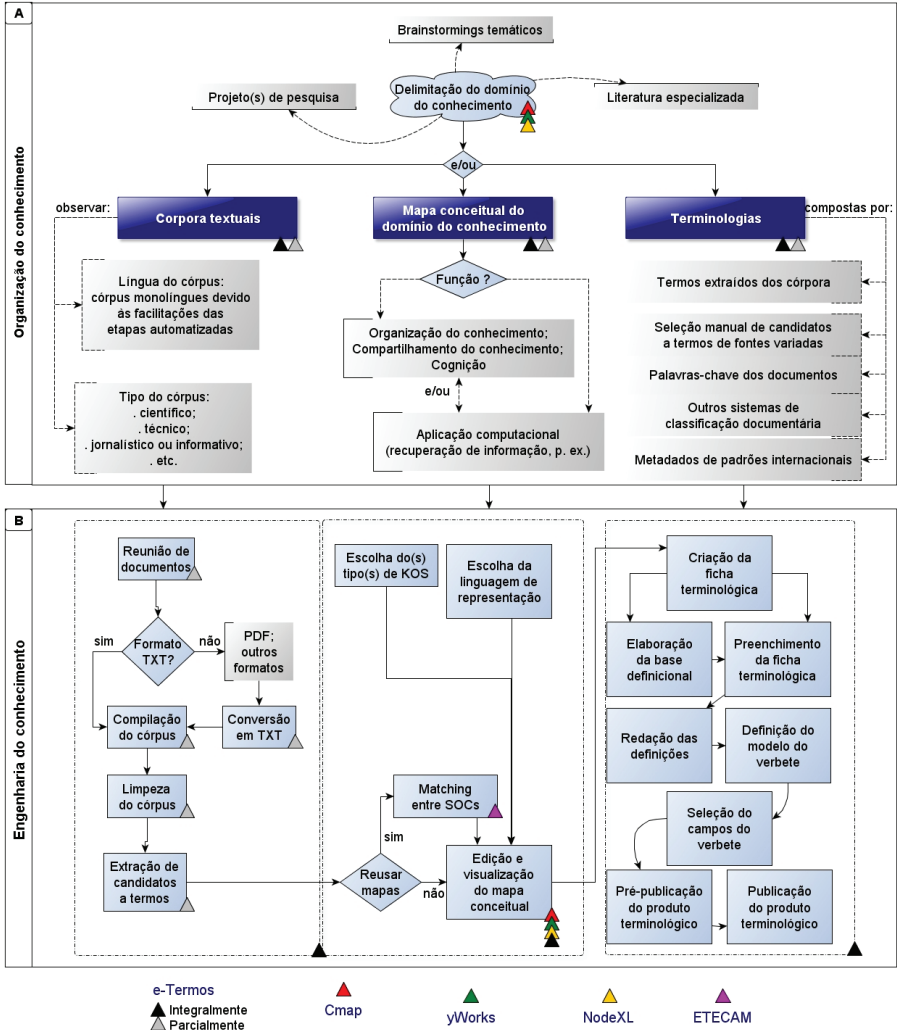 A
Organização do conhecimento
Brainstormings temáticos
Projeto(s) de pesquisa
Delimitação do domínio
do conhecimento
Literatura especializada
e/ou
observar:
Corpora textuais
Mapa conceitual do
domínio do conhecimento
Terminologias
compostas por:
Língua do córpus:
córpus monolíngues devido
às facilitações das
etapas automatizadas
Tipo do córpus:
. científico;
. técnico;
. jornalístico ou informativo;
. etc.
Função ?
Organização do conhecimento;
Compartilhamento do conhecimento;
Cognição
e/ou
Aplicação computacional
(recuperação de informação, p. ex.)
Termos extraídos dos córpora
Seleção manual de candidatos
a termos de fontes variadas
Palavras-chave dos documentos
Outros sistemas de
classificação documentária
Metadados de padrões internacionais
B
Engenharia do conhecimento
Reunião de
documentos
sim
Formato
TXT?
não
PDF;
outros
formatos
Compilação
do córpus
Conversão
em TXT
Limpeza
do córpus
Extração de
candidatos
a termos
Escolha do(s)
tipo(s) de KOS
Escolha da
linguagem de
representação
Matching
entre SOCs
sim
Reusar
mapas
não
Edição e
visualização
do mapa
conceitual
Criação da
ficha
terminológica
Elaboração
da base
definicional
Preenchimento
da ficha
terminológica
Redação das
definições
Definição do
modelo do
verbete
Seleção do
campos do
verbete
Pré-publicação
do produto
terminológico
Publicação
do produto
terminológico
e-Termos
Integralmente
Parcialmente
Cmap
yWorks
NodeXL
ETECAM